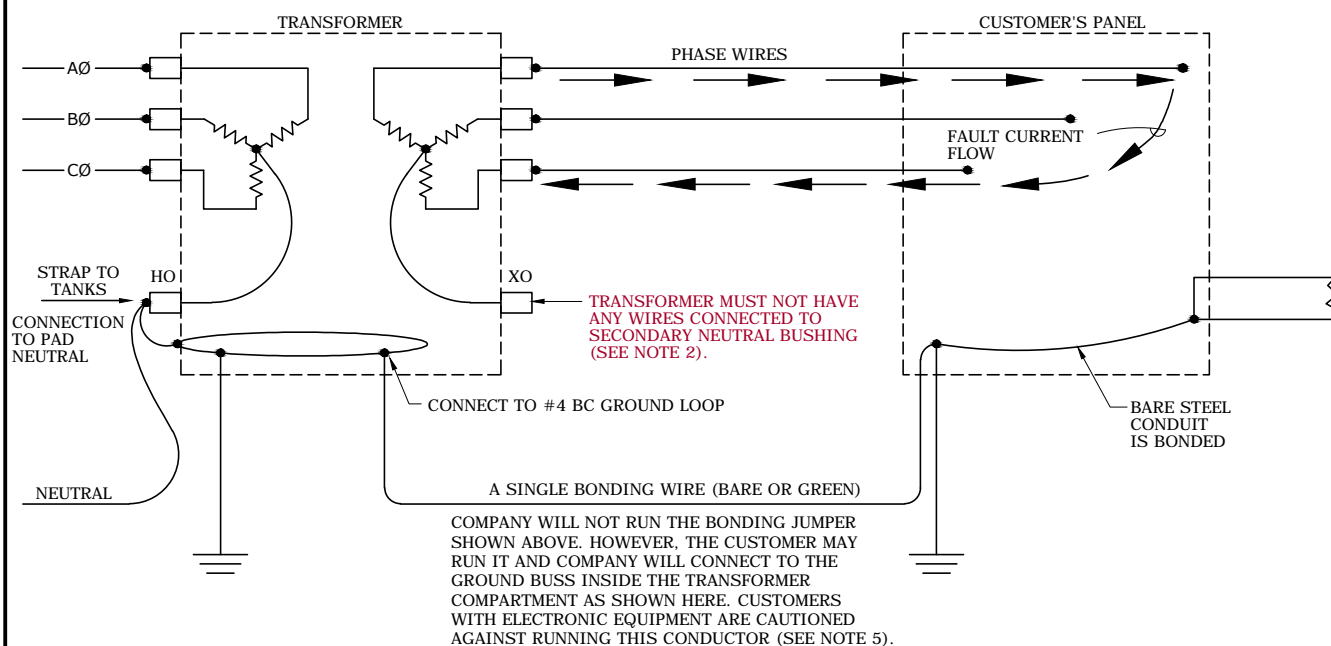 TRANSFORMER
CUSTOMER'S PANEL
PHASE WIRES
AØ
BØ
CØ
FAULT CURRENT
FLOW
STRAP TO
TANKS
HO
XO
CONNECTION
TO PAD
NEUTRAL
TRANSFORMER MUST NOT HAVE
ANY WIRES CONNECTED TO
SECONDARY NEUTRAL BUSHING
(SEE NOTE 2).
CONNECT TO #4 BC GROUND LOOP
BARE STEEL
CONDUIT
IS BONDED
NEUTRAL
A SINGLE BONDING WIRE (BARE OR GREEN)
COMPANY WILL NOT RUN THE BONDING JUMPER
SHOWN ABOVE. HOWEVER, THE CUSTOMER MAY
RUN IT AND COMPANY WILL CONNECT TO THE
GROUND BUSS INSIDE THE TRANSFORMER
COMPARTMENT AS SHOWN HERE. CUSTOMERS
WITH ELECTRONIC EQUIPMENT ARE CAUTIONED
AGAINST RUNNING THIS CONDUCTOR (SEE NOTE 5).